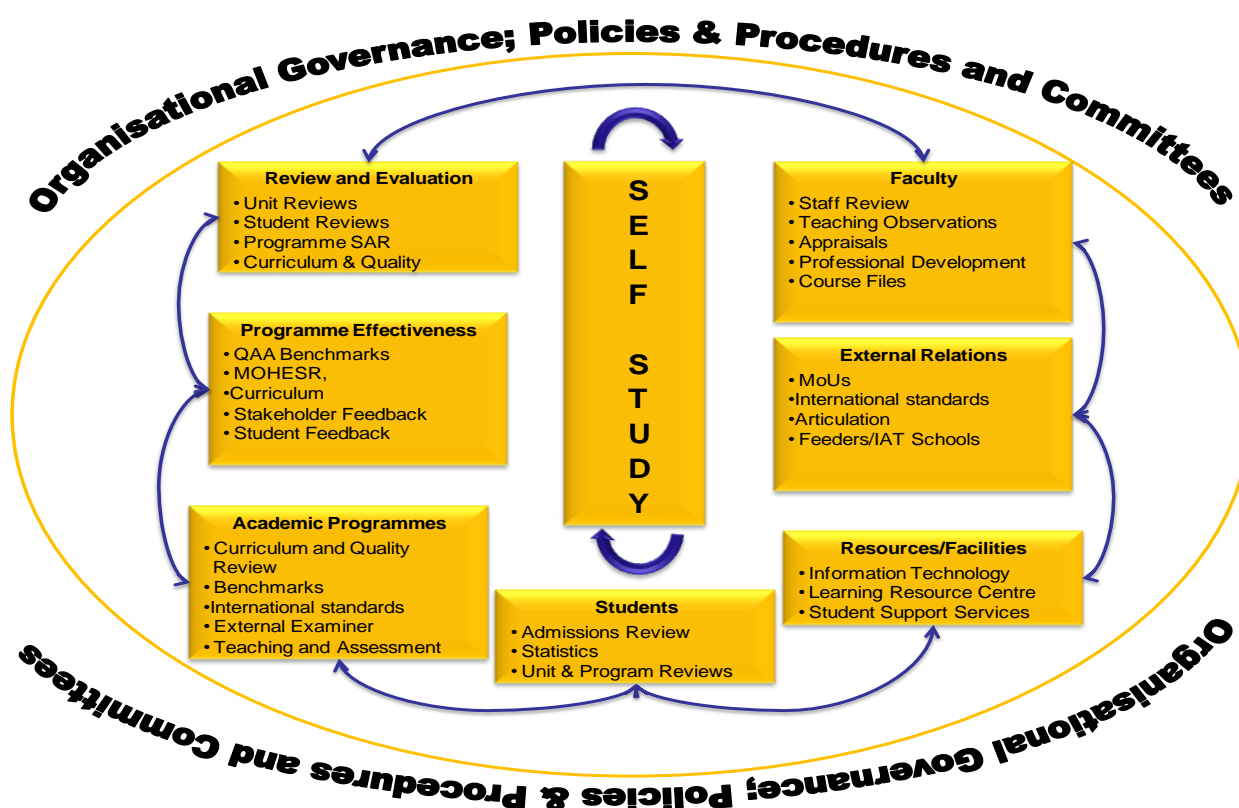 Organisational Governance; Policies & Procedures and Committees
Review and Evaluation
• Unit Reviews
• Student Reviews
• Programme SAR
• Curriculum & Quality
Programme Effectiveness
• QAA Benchmarks
• MOHESR,
•Curriculum
• Stakeholder Feedback
• Student Feedback
Academic Programmes
• Curriculum and Quality
Review
• Benchmarks
•International standards
• External Examiner
• Teaching and Assessment
S
E
L
F
S
T
U
D
Y
Students
• Admissions Review
• Statistics
• Unit & Program Reviews
Faculty
• Staff Review
• Teaching Observations
• Appraisals
• Professional Development
• Course Files
External Relations
• MoUs
•International standards
•Articulation
• Feeders/IAT Schools
Resources/Facilities
• Information Technology
• Learning Resource Centre
• Student Support Services
Organisational Governance; Policies & Procedures and Committees